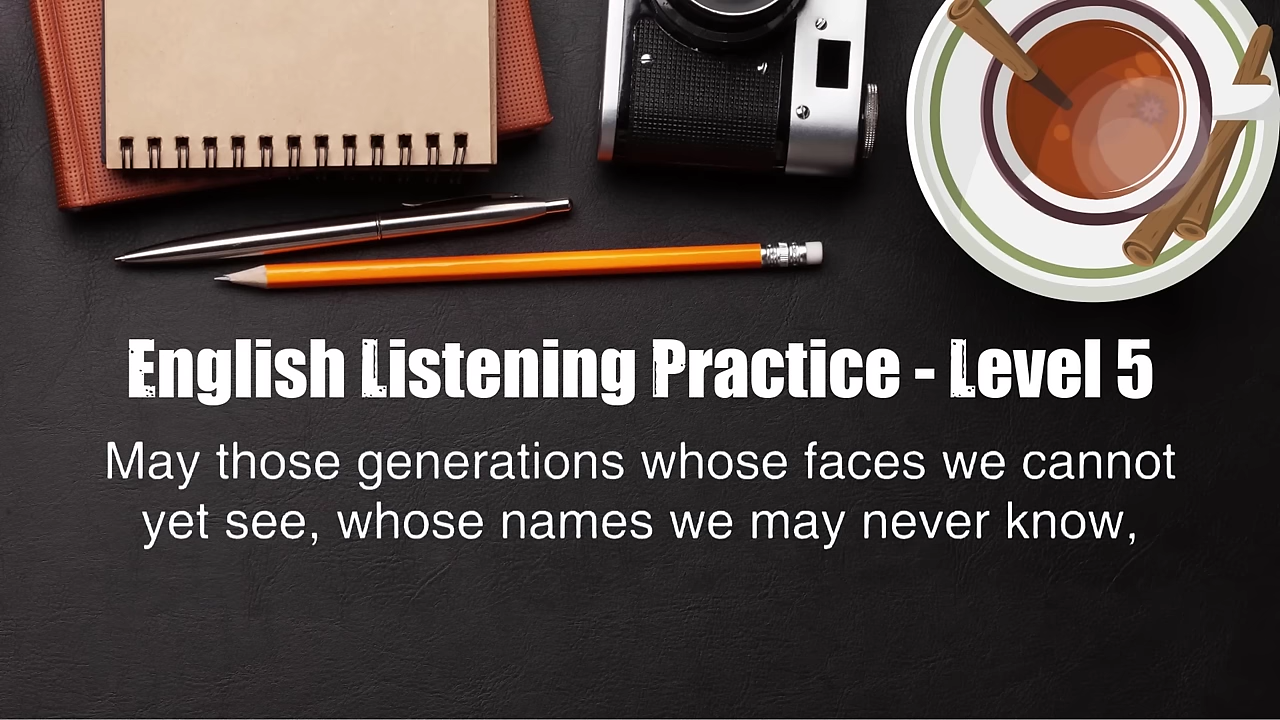 English Listening Practice - Level 5
May those generations whose faces we cannot
yet see, whose names we may never know,